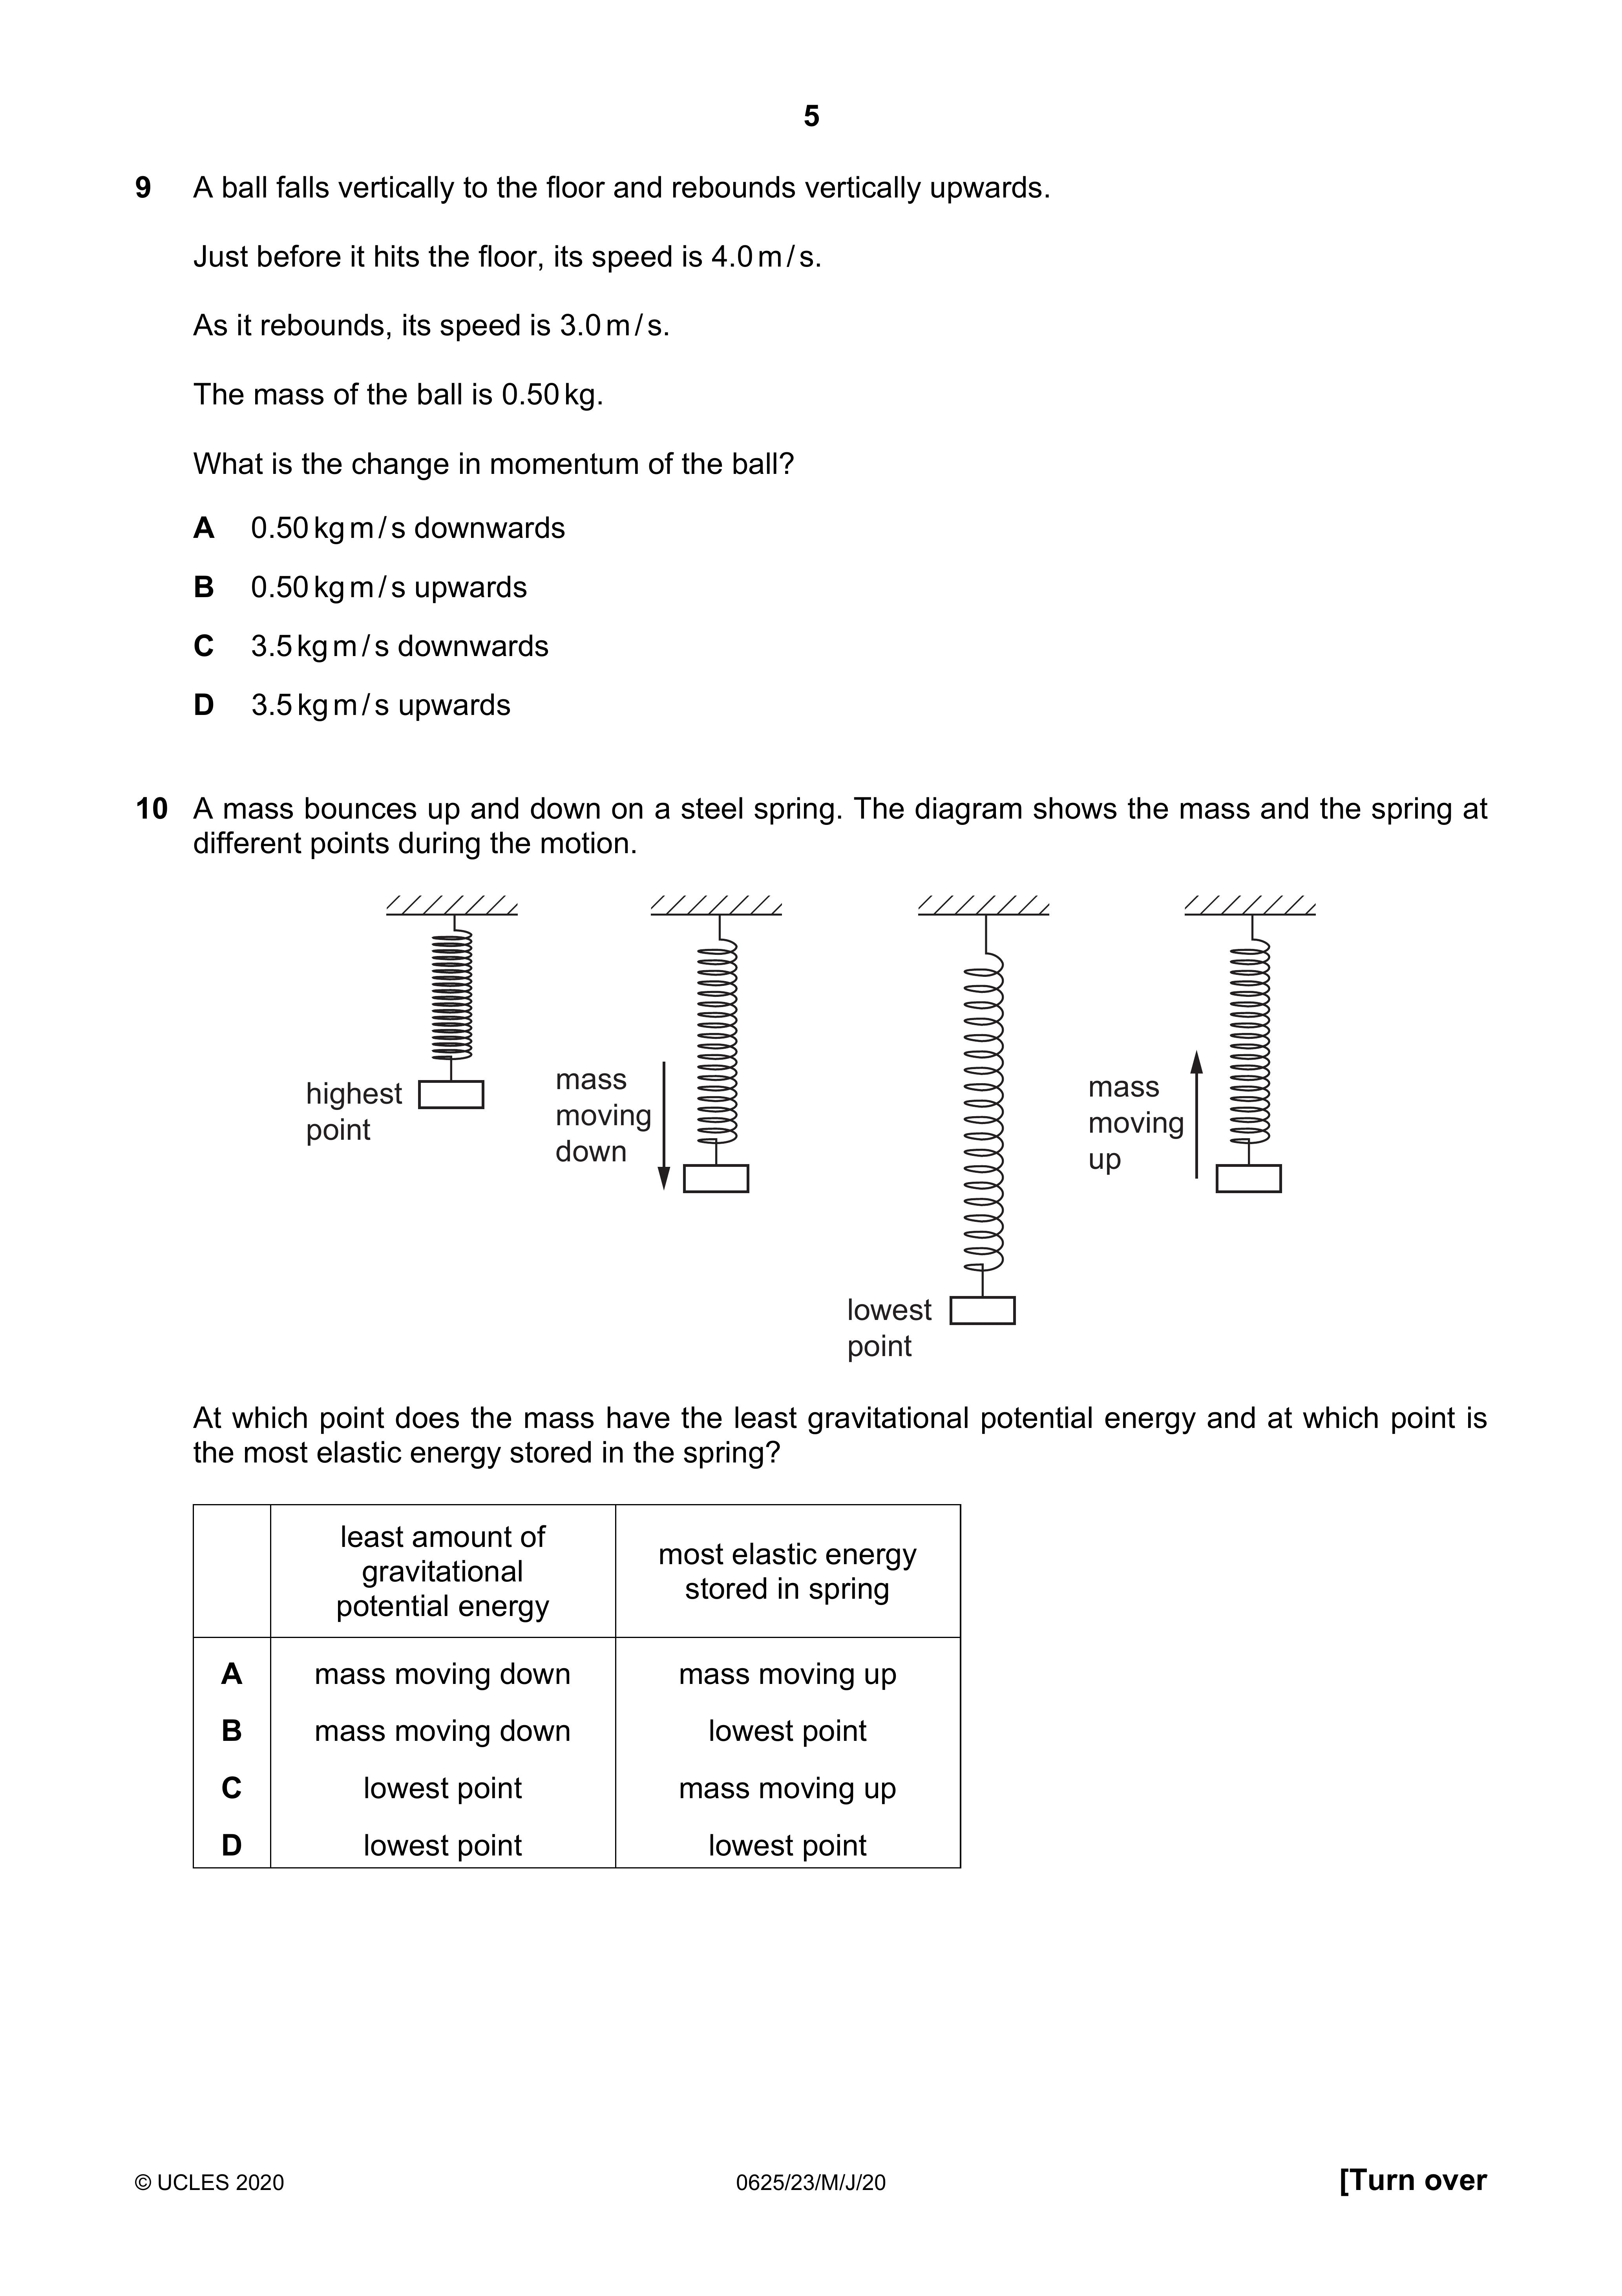 5
9 A ball falls vertically to the floor and rebounds vertically upwards.
Just before it hits the floor, its speed is 4.0 m / s.
As it rebounds, its speed is 3.0 m / s.
The mass of the ball is 0.50 kg.
What is the change in momentum of the ball?
A 0.50 kg m / s downwards
B 0.50 kg m / s upwards
C 3.5 kg m / s downwards
D 3.5 kg m / s upwards
10 A mass bounces up and down on a steel spring. The diagram shows the mass and the spring at
different points during the motion.
highest
point
mass
moving
down
lowest
point
mass
moving
up
At which point does the mass have the least gravitational potential energy and at which point is
the most elastic energy stored in the spring?
least amount of
gravitational
potential energy
most elastic energy
stored in spring
A mass moving down mass moving up
B mass moving down lowest point
C lowest point mass moving up
D lowest point lowest point
© UCLES 2020 0625/23/M/J/20 [Turn over